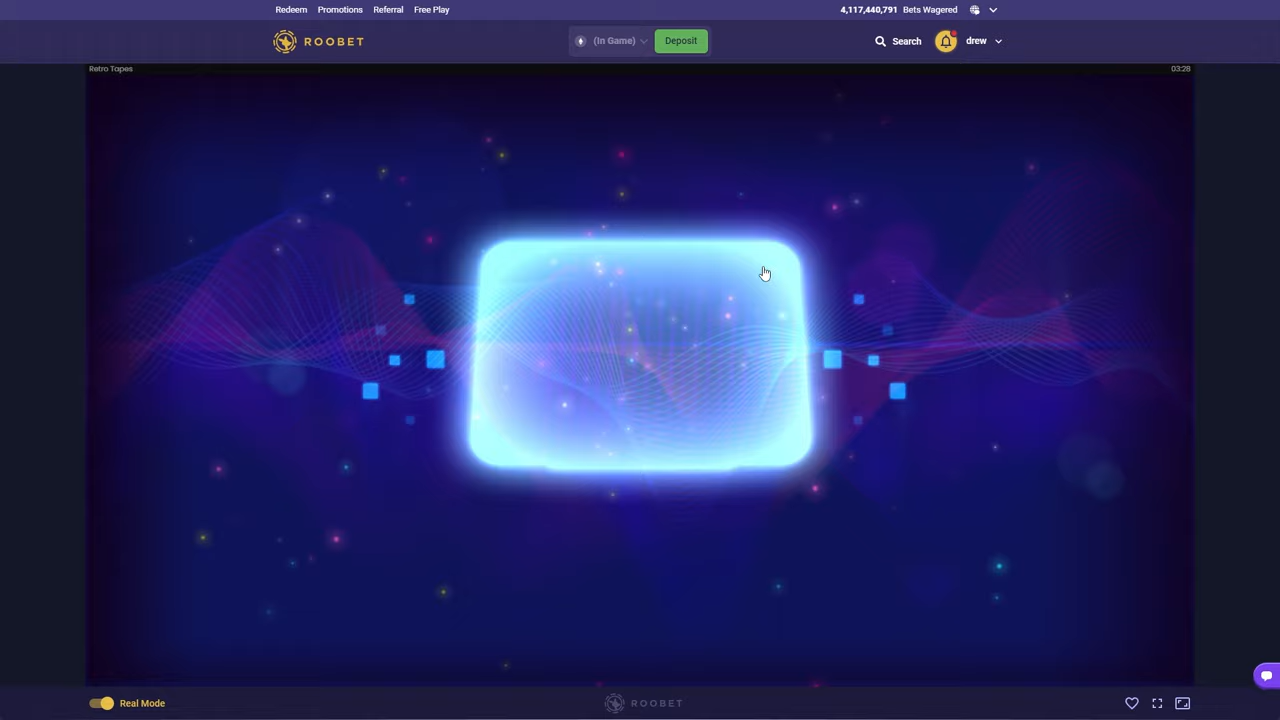 Redeem Promotions Referral Free Play 4,117,440,791 Bets Wagered
ROOBET (In Game) Deposit Search drew
Retro Tapes 03:28
Real Mode ROOBET